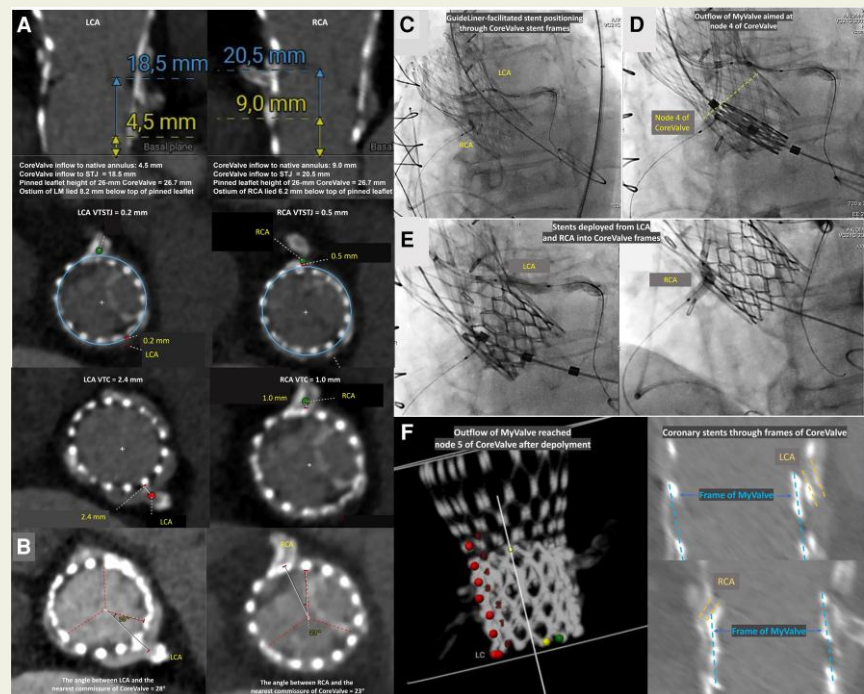 A
LCA
RCA
18,5 mm
20,5 mm
9,0 mm
4,5 mm
Basal plane
Basal plane
CoreValve inflow to native annulus: 4.5 mm
CoreValve inflow to STJ = 18.5mm
Pinned leaflet height of 26-mm CoreValve = 26.7 mm
Ostium of LM lied 8.2 mm below top of pinned leaflet
CoreValve inflow to native annulus: 9.0 mm
CoreValve inflow to STJ = 20.5mm
Pinned leaflet height of 26-mm CoreValve = 26.7 mm
Ostium of RCA lied 6.2 mm below top of pinned leaflet
LCA VTSTJ = 0.2 mm
RCA VTSTJ = 0.5 mm
RCA
0.5 mm
0.2 mm
LCA
LCA VTC = 2.4 mm
RCA VTC = 1.0 mm
1.0 mm
RCA
2.4 mm
LCA
B
RCA
LCA
The angle between LCA and the
nearest commissure of CoreValve = 28°
The angle between RCA and the
nearest commissure of CoreValve = 23°
C
GuideLiner-facilitated stent positioning
through CoreValve stent frames
LCA
RCA
D
Outflow of MyValve aimed at
node 4 of CoreValve
Node 4 of
CoreValve
E
Stents deployed from LCA
and RCA into CoreValve frames
LCA
RCA
F
Outflow of MyValve reached
node 5 of CoreValve after depolyment
LC
Coronary stents through frames of CoreValve
LCA
Frame of MyValve
RCA
Frame of MyValve